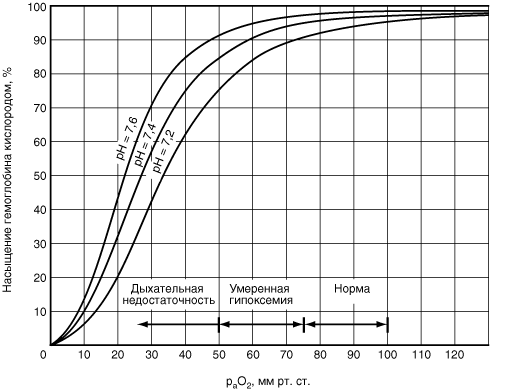 Насыщение гемоглобина кислородом, %
100
90
80
70
60
50
40
30
20
10
0
pH = 7,6
pH = 7,4
pH = 7,2
Дыхательная
недостаточность
Умеренная
гипоксемия
Норма
10 20 30 40 50 60 70 80 90 100 110 120
paO2, мм рт. ст.